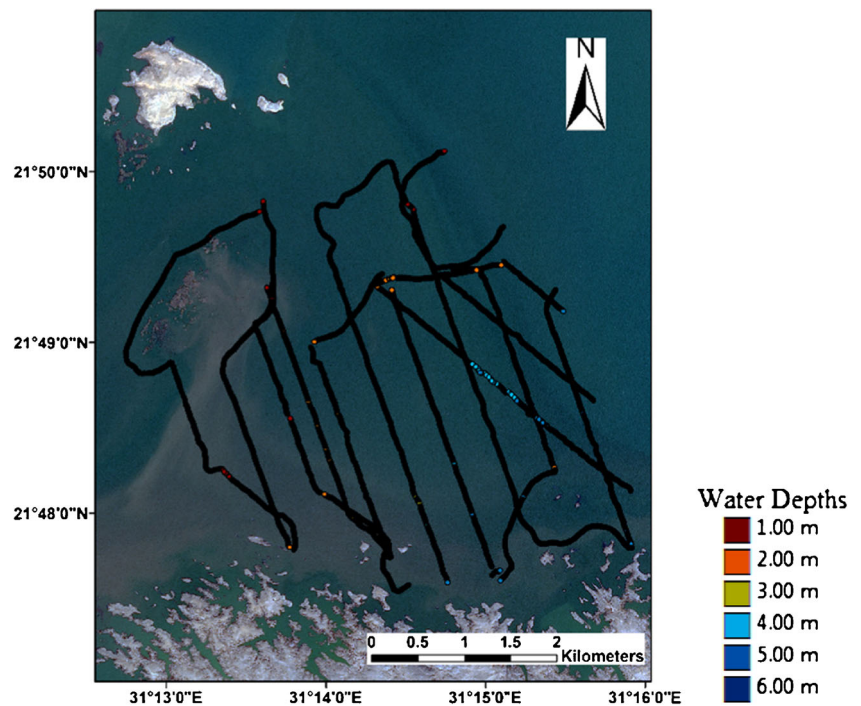 N
21°50'0"N
21°49'0"N
21°48'0"N
0 0.5 1 1.5 2
Kilometers
31°13'0"E 31°14'0"E 31°15'0"E 31°16'0"E
Water Depths
1.00 m
2.00 m
3.00 m
4.00 m
5.00 m
6.00 m